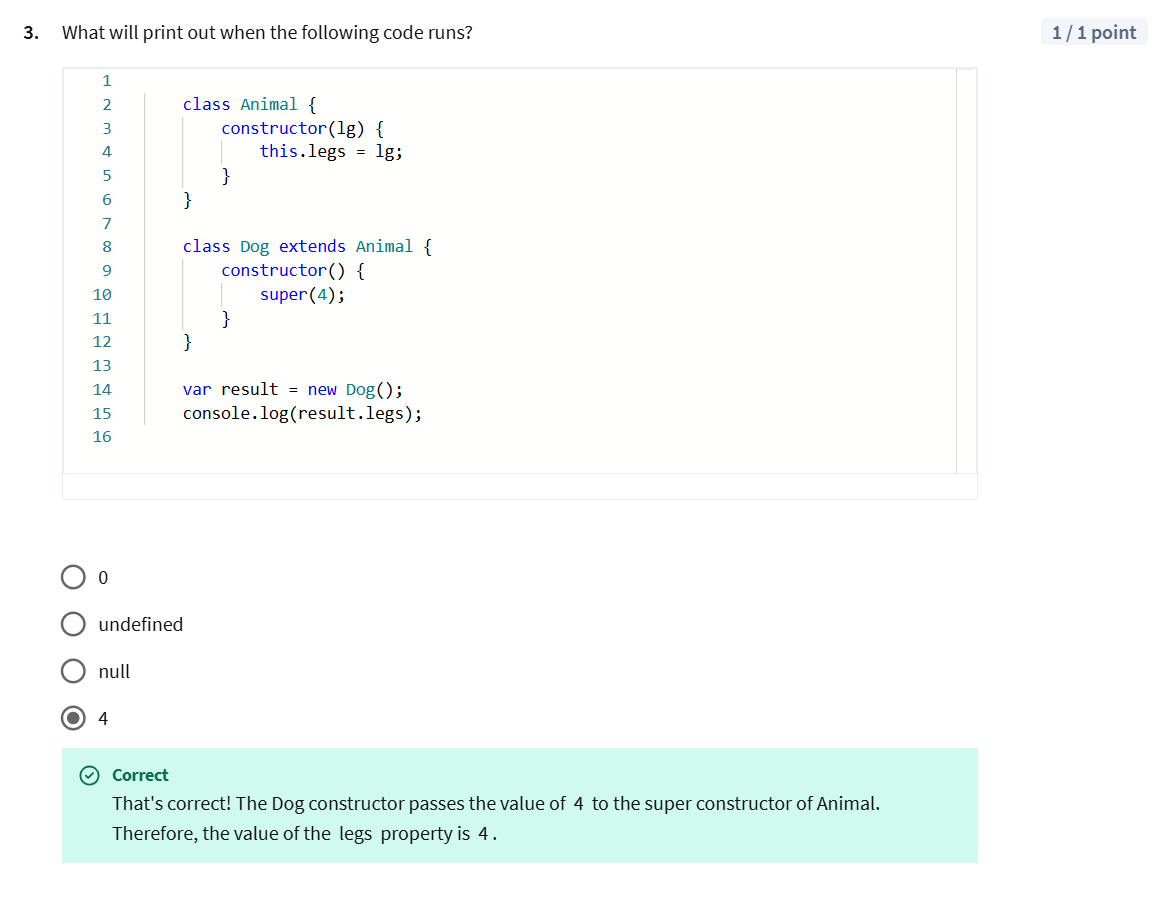 3. What will print out when the following code runs?
1 / 1 point
1
2 class Animal {
3 constructor(lg) {
4 this.legs = lg;
5 }
6 }
7
8 class Dog extends Animal {
9 constructor() {
10 super(4);
11 }
12 }
13
14 var result = new Dog();
15 console.log(result.legs);
16
0
undefined
null
4
Correct
That's correct! The Dog constructor passes the value of 4 to the super constructor of Animal.
Therefore, the value of the legs property is 4.